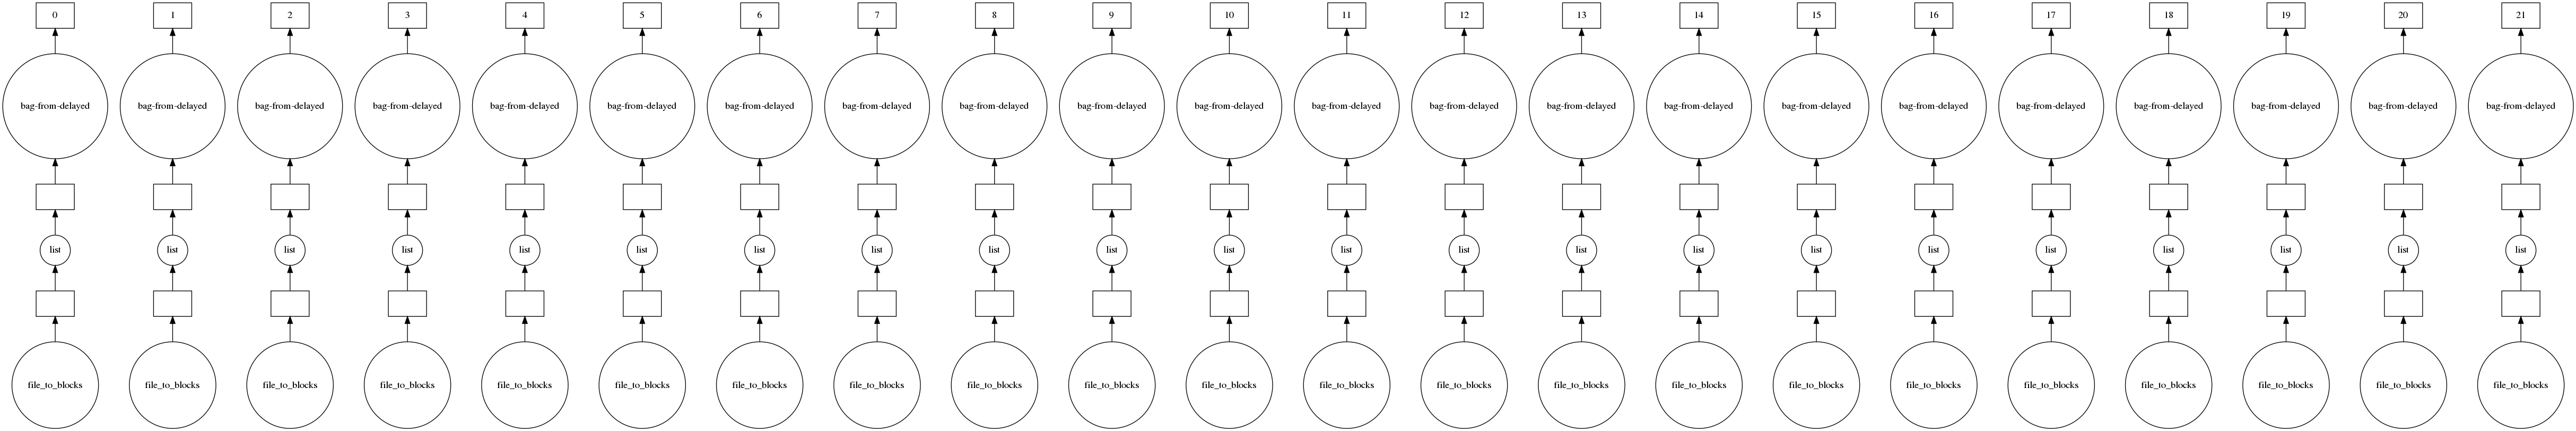 0 1 2 3 4 5 6 7 8 9 10 11 12 13 14 15 16 17 18 19 20 21
bag-from-delayed bag-from-delayed bag-from-delayed bag-from-delayed bag-from-delayed bag-from-delayed bag-from-delayed bag-from-delayed bag-from-delayed bag-from-delayed bag-from-delayed bag-from-delayed bag-from-delayed bag-from-delayed bag-from-delayed bag-from-delayed bag-from-delayed bag-from-delayed bag-from-delayed bag-from-delayed bag-from-delayed bag-from-delayed
list list list list list list list list list list list list list list list list list list list list list list
file_to_blocks file_to_blocks file_to_blocks file_to_blocks file_to_blocks file_to_blocks file_to_blocks file_to_blocks file_to_blocks file_to_blocks file_to_blocks file_to_blocks file_to_blocks file_to_blocks file_to_blocks file_to_blocks file_to_blocks file_to_blocks file_to_blocks file_to_blocks file_to_blocks file_to_blocks